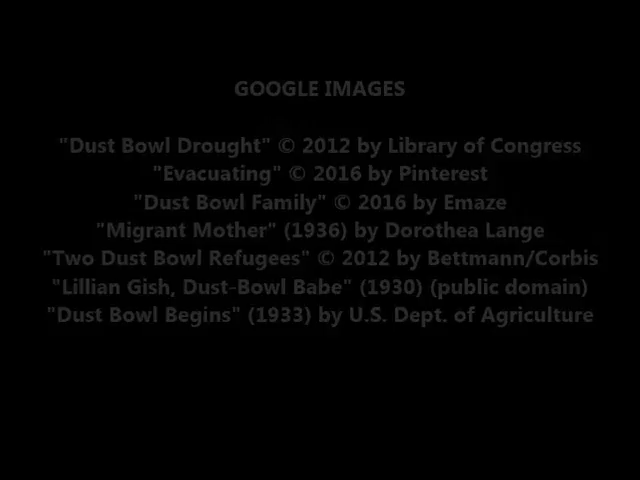 GOOGLE IMAGES
"Dust Bowl Drought" © 2012 by Library of Congress
"Evacuating" © 2016 by Pinterest
"Dust Bowl Family" © 2016 by Emaze
"Migrant Mother" (1936) by Dorothea Lange
"Two Dust Bowl Refugees" © 2012 by Bettmann/Corbis
"Lillian Gish, Dust-Bowl Babe" (1930) (public domain)
"Dust Bowl Begins" (1933) by U.S. Dept. of Agriculture